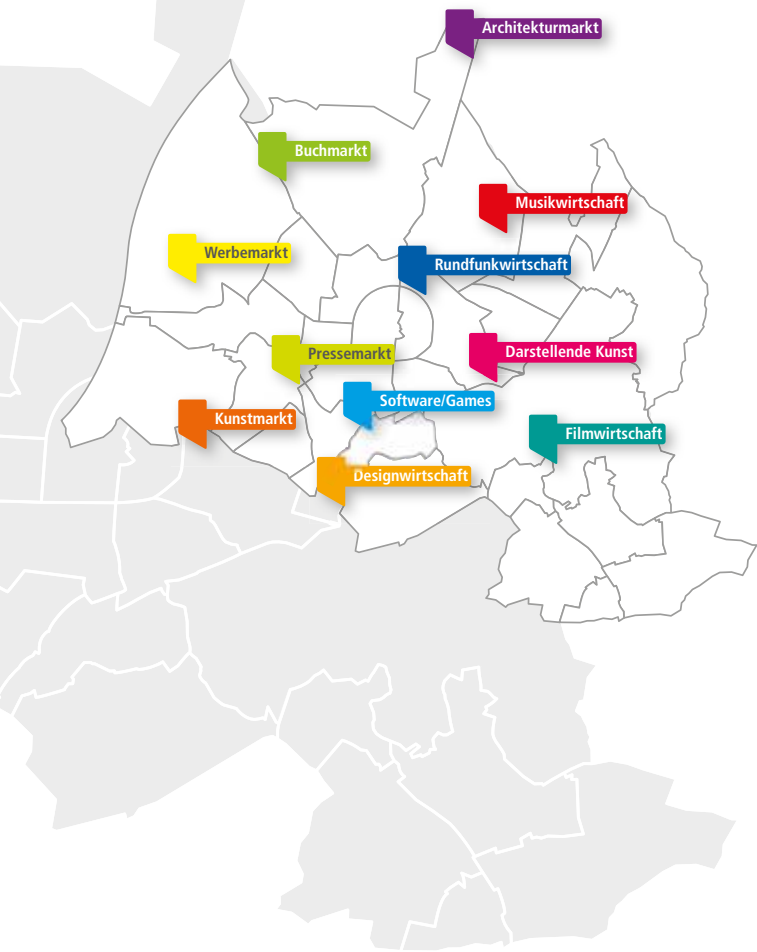 Architekturmarkt
Buchmarkt
Musikwirtschaft
Werbemarkt
Rundfunkwirtschaft
Pressemarkt
Darstellende Kunst
Software/Games
Kunstmarkt
Filmwirtschaft
Designwirtschaft